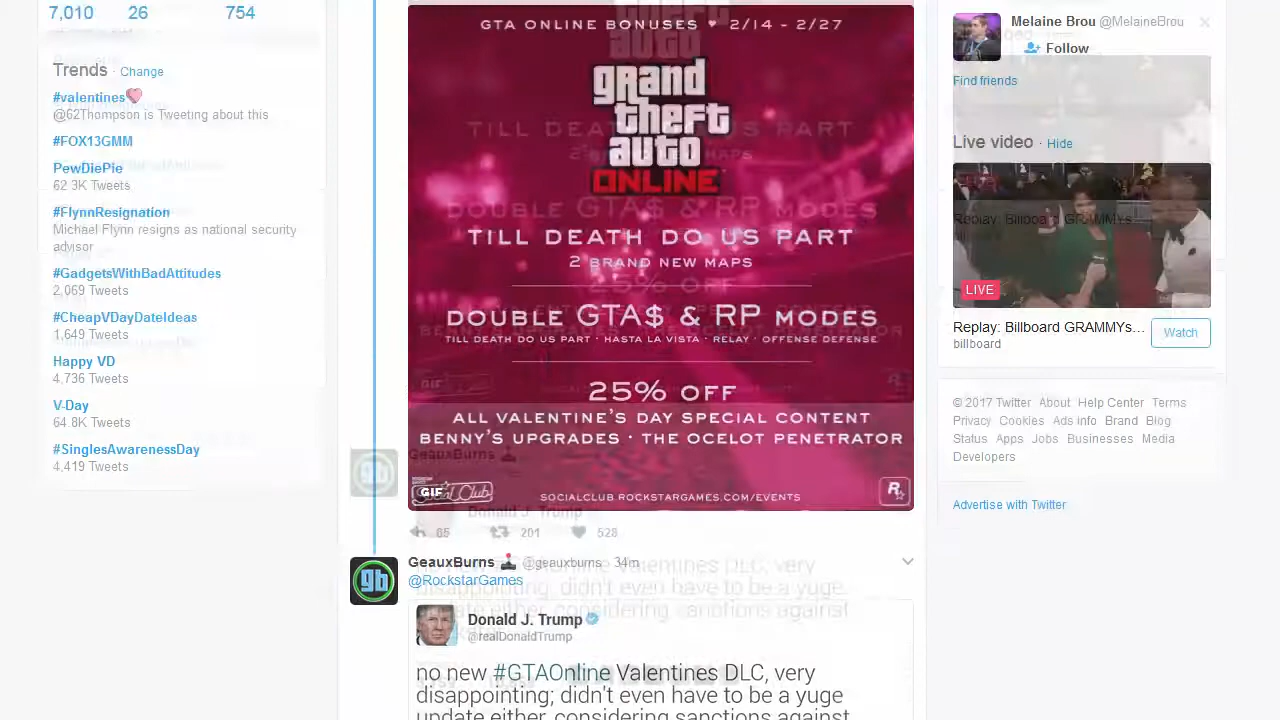 7,010 26 754
Trends · Change
#valentines
@62Thompson is Tweeting about this
#FOX13GMM
PewDiePie
62.3K Tweets
#FlynnResignation
Michael Flynn resigns as national security
advisor
#GadgetsWithBadAttitudes
2,069 Tweets
#CheapVDayDateIdeas
1,649 Tweets
Happy VD
4,736 Tweets
V-Day
64.8K Tweets
#SinglesAwarenessDay
4,419 Tweets
GTA ONLINE BONUSES ♥ 2/14 - 2/27
grand
theft
auto
ONLINE
TILL DEATH DO US PART
2 BRAND NEW MAPS
DOUBLE GTA$ & RP MODES
TILL DEATH DO US PART · HASTA LA VISTA · RELAY · OFFENSE DEFENSE
25% OFF
ALL VALENTINE'S DAY SPECIAL CONTENT
BENNY'S UPGRADES · THE OCELOT PENETRATOR
GIF
Social Club
SOCIALCLUB.ROCKSTARGAMES.COM/EVENTS
R
85 201 528
gb
GeauxBurns @geauxburns · 34m
@RockstarGames
Donald J. Trump
@realDonaldTrump
no new #GTAOnline Valentines DLC, very
disappointing; didn't even have to be a yuge
update either, considering sanctions against
Melaine Brou @MelaineBrou
Follow
Find friends
Live video · Hide
LIVE
Replay: Billboard GRAMMYs...
billboard
Watch
© 2017 Twitter About Help Center Terms
Privacy Cookies Ads info Brand Blog
Status Apps Jobs Businesses Media
Developers
Advertise with Twitter